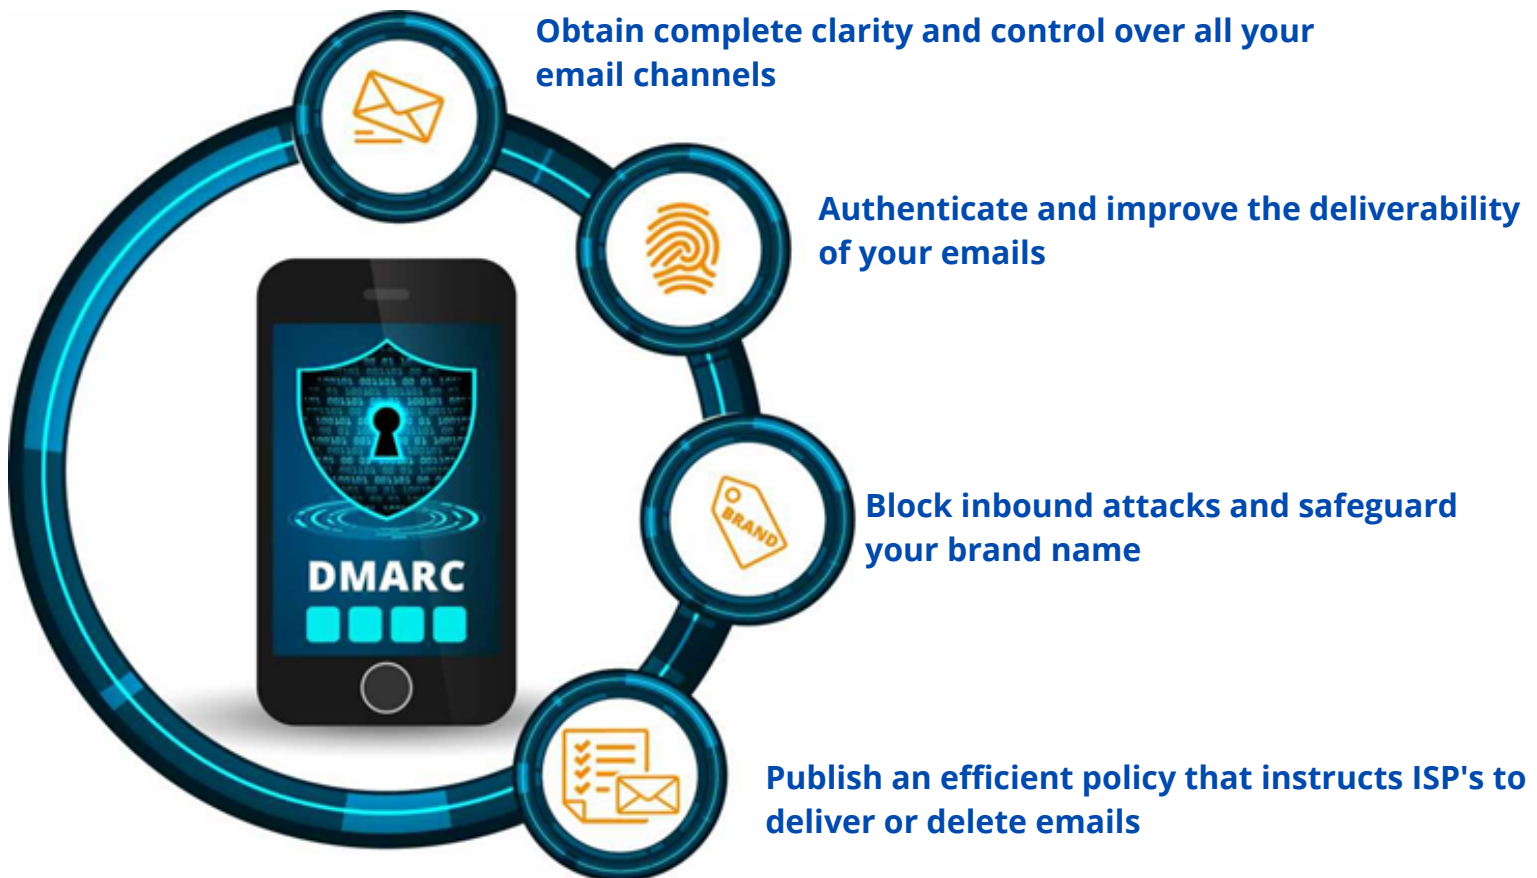 Obtain complete clarity and control over all your
email channels
Authenticate and improve the deliverability
of your emails
BRAND
Block inbound attacks and safeguard
your brand name
DMARC
Publish an efficient policy that instructs ISP's to
deliver or delete emails